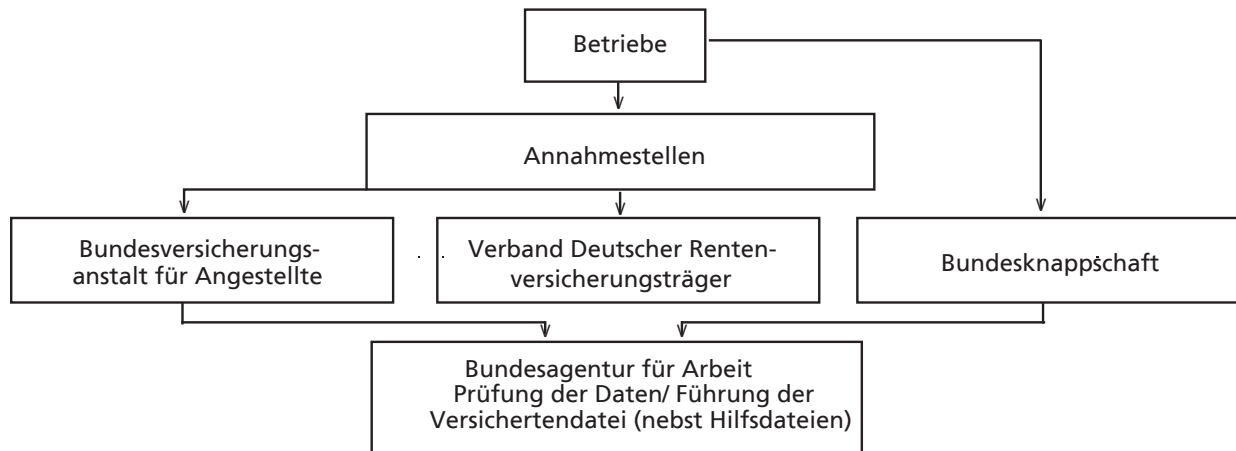 Betriebe
Annahmestellen
Bundesversicherungs-
anstalt für Angestellte
Verband Deutscher Renten-
versicherungsträger
Bundesknappschaft
Bundesagentur für Arbeit
Prüfung der Daten/ Führung der
Versichertendatei (nebst Hilfsdateien)